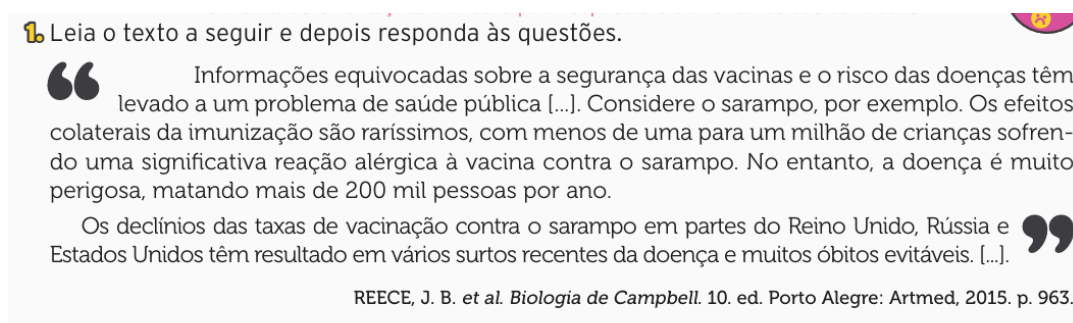 1. Leia o texto a seguir e depois responda às questões.
“ Informações equivocadas sobre a segurança das vacinas e o risco das doenças têm
levado a um problema de saúde pública [...]. Considere o sarampo, por exemplo. Os efeitos
colaterais da imunização são raríssimos, com menos de uma para um milhão de crianças sofren-
do uma significativa reação alérgica à vacina contra o sarampo. No entanto, a doença é muito
perigosa, matando mais de 200 mil pessoas por ano.
Os declínios das taxas de vacinação contra o sarampo em partes do Reino Unido, Rússia e
Estados Unidos têm resultado em vários surtos recentes da doença e muitos óbitos evitáveis. [...]. ”
REECE, J. B. et al. Biologia de Campbell. 10. ed. Porto Alegre: Artmed, 2015. p. 963.